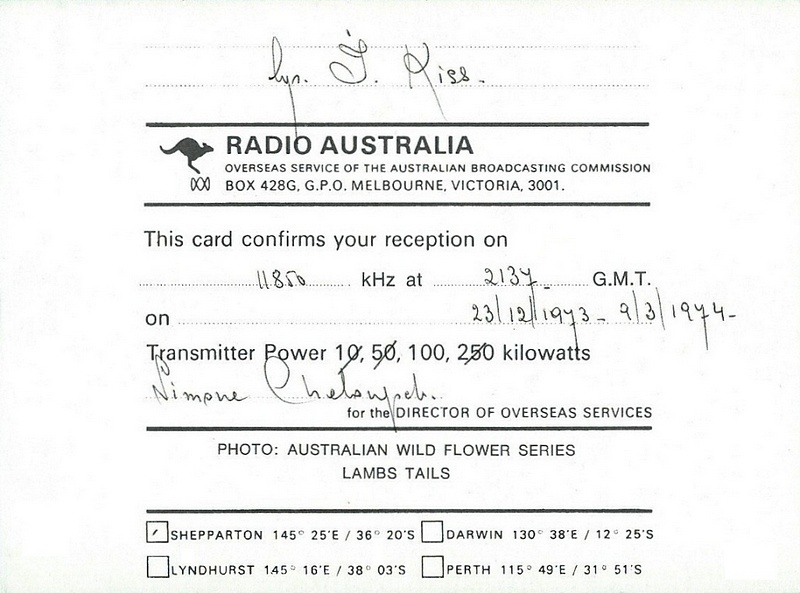 Kiss.
RADIO AUSTRALIA
OVERSEAS SERVICE OF THE AUSTRALIAN BROADCASTING COMMISSION
BOX 428G, G.P.O. MELBOURNE, VICTORIA, 3001.
This card confirms your reception on
11850 kHz at 2137 G.M.T.
on 23/12/1973 - 9/3/1974-
Transmitter Power 10, 50, 100, 250 kilowatts
Simone
for the DIRECTOR OF OVERSEAS SERVICES
PHOTO: AUSTRALIAN WILD FLOWER SERIES
LAMBS TAILS
SHEPPARTON 145° 25'E / 36° 20'S DARWIN 130° 38'E / 12° 25'S
LYNDHURST 145° 16'E / 38° 03'S PERTH 115° 49'E / 31° 51'S